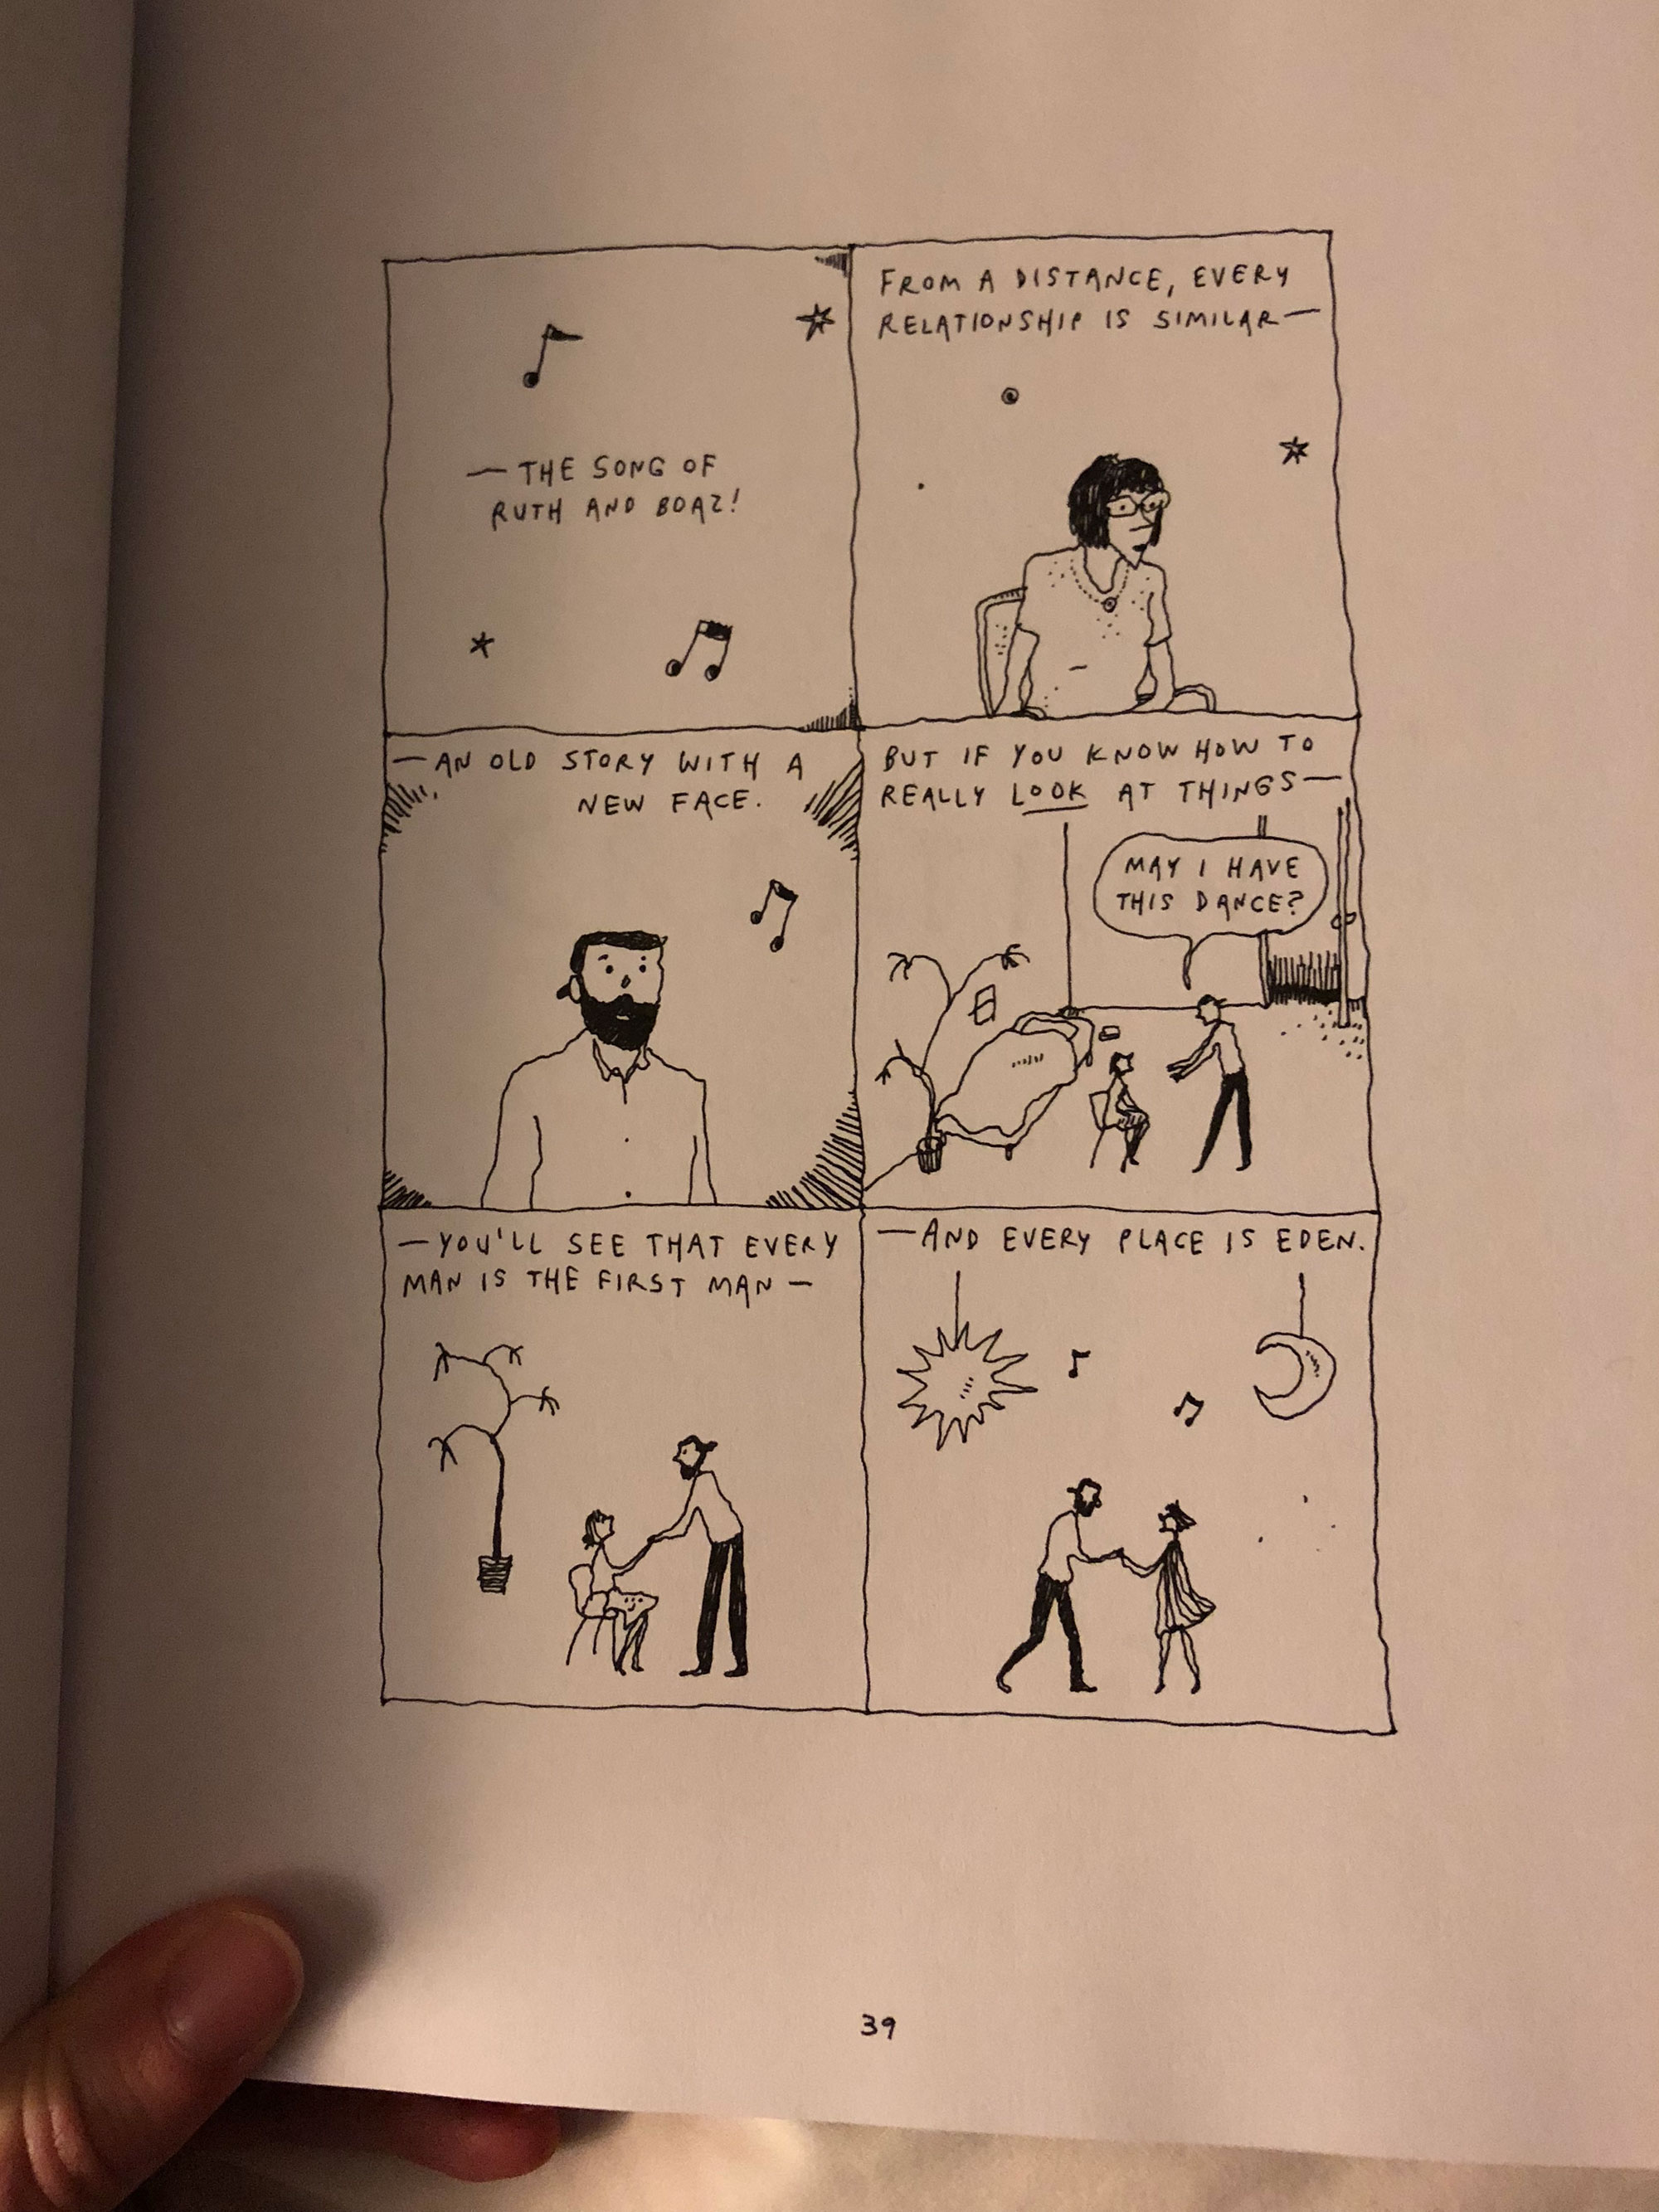 — THE SONG OF
RUTH AND BOAZ!
FROM A DISTANCE, EVERY
RELATIONSHIP IS SIMILAR —
— AN OLD STORY WITH A
NEW FACE.
BUT IF YOU KNOW HOW TO
REALLY LOOK AT THINGS —
MAY I HAVE
THIS DANCE?
— YOU'LL SEE THAT EVERY
MAN IS THE FIRST MAN —
— AND EVERY PLACE IS EDEN.
39